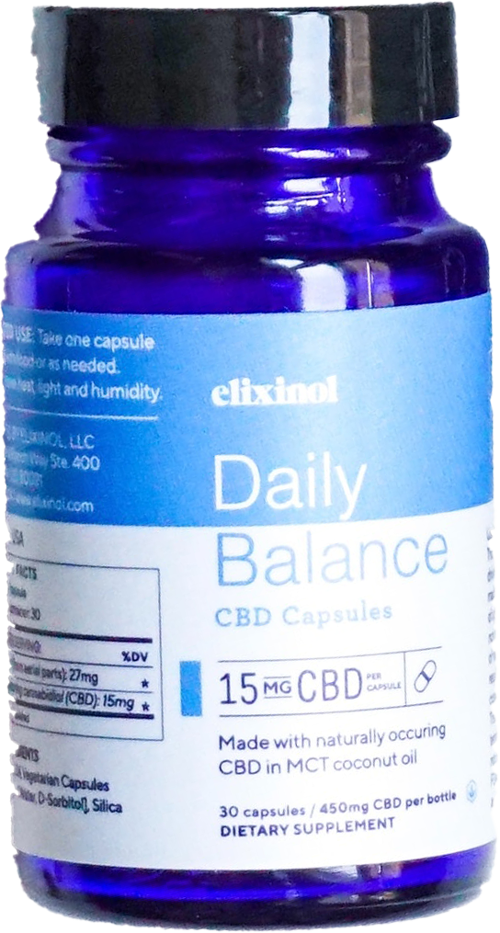 USE: Take one capsule
or as needed.
heat, light and humidity.
ELIXINOL, LLC
Way Ste. 400
elixinol.com
USA
FACTS
30
%DV
aerial parts): 27mg
*
cannabidiol (CBD): 15mg *
Vegetarian Capsules
D-Sorbitol], Silica
elixinol
Daily
Balance
CBD Capsules
15 MG CBD PER CAPSULE
Made with naturally occuring
CBD in MCT coconut oil
30 capsules / 450mg CBD per bottle
DIETARY SUPPLEMENT